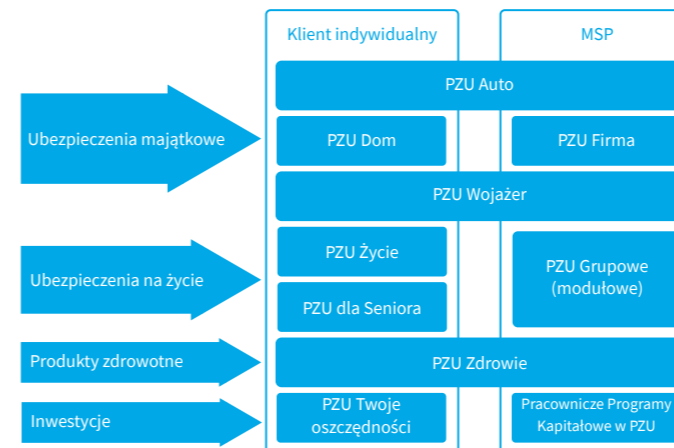 Klient indywidualny
MSP
PZU Auto
Ubezpieczenia majątkowe
PZU Dom
PZU Firma
PZU Wojażer
PZU Życie
Ubezpieczenia na życie
PZU Grupowe
(modułowe)
PZU dla Seniora
Produkty zdrowotne
PZU Zdrowie
Inwestycje
PZU Twoje
oszczędności
Pracownicze Programy
Kapitałowe w PZU